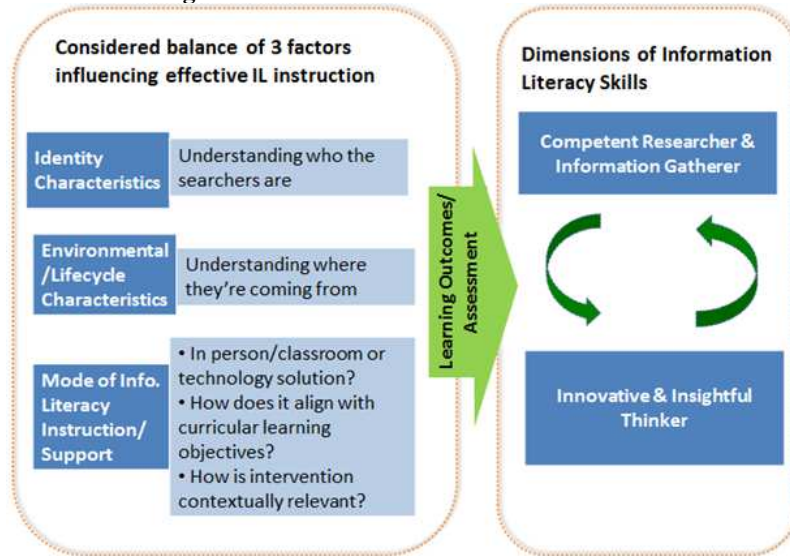 Considered balance of 3 factors
influencing effective IL instruction
Identity
Characteristics
Understanding who the
searchers are
Environmental
/Lifecycle
Characteristics
Understanding where
they're coming from
Mode of Info.
Literacy
Instruction/
Support
• In person/classroom or
technology solution?
• How does it align with
curricular learning
objectives?
• How is intervention
contextually relevant?
Learning Outcomes/
Assessment
Dimensions of Information
Literacy Skills
Competent Researcher &
Information Gatherer
Innovative & Insightful
Thinker